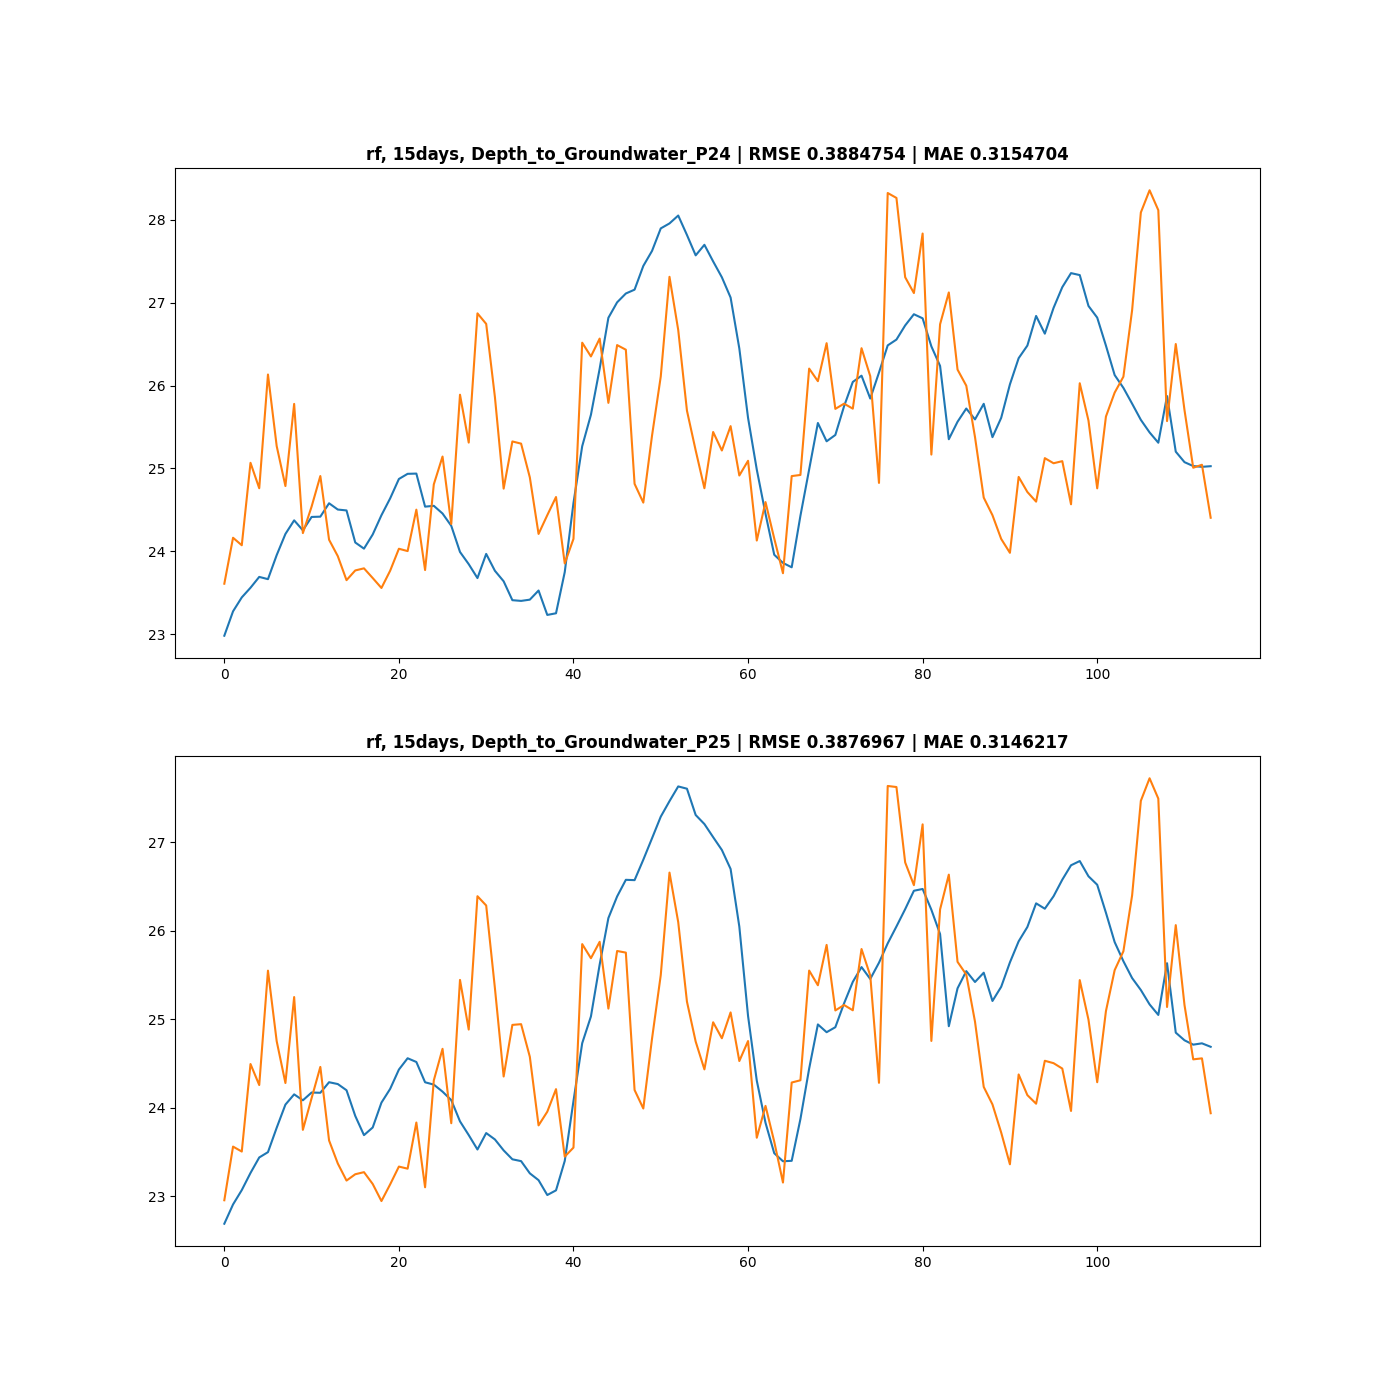 rf, 15days, Depth_to_Groundwater_P24 | RMSE 0.3884754 | MAE 0.3154704
28
27
26
25
24
23
0 20 40 60 80 100
rf, 15days, Depth_to_Groundwater_P25 | RMSE 0.3876967 | MAE 0.3146217
27
26
25
24
23
0 20 40 60 80 100